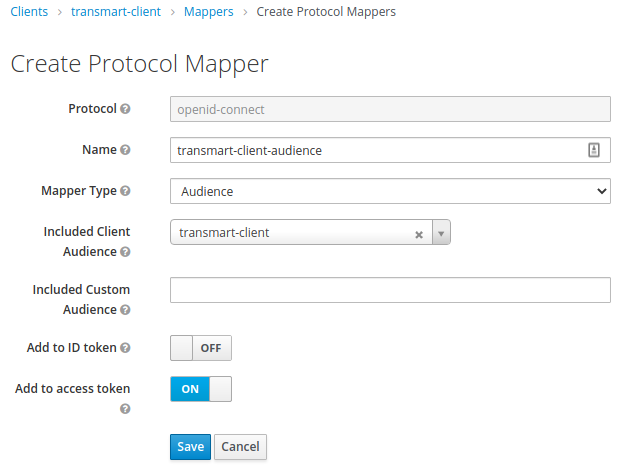 Clients > transmart-client > Mappers > Create Protocol Mappers
Create Protocol Mapper
Protocol
openid-connect
Name
transmart-client-audience
Mapper Type
Audience
Included Client
Audience
transmart-client
Included Custom
Audience
Add to ID token
OFF
Add to access token
ON
Save
Cancel